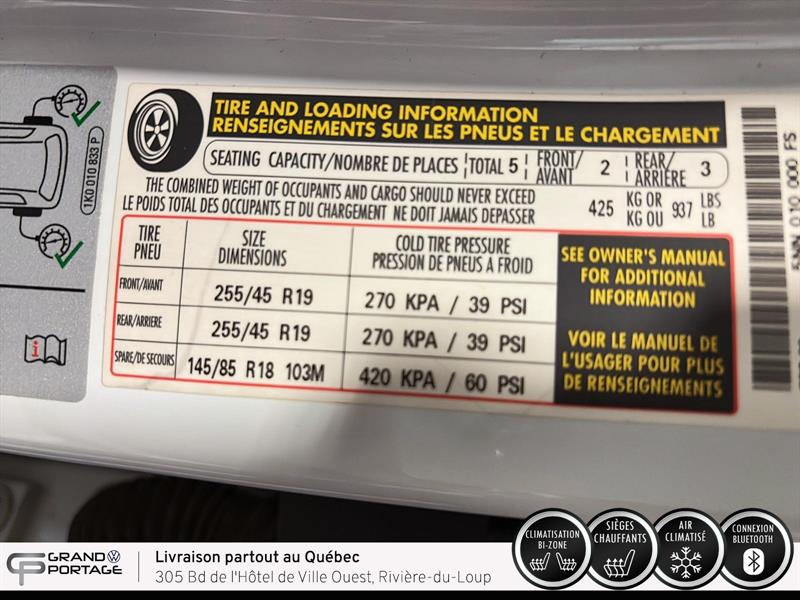 1K0 010 833 P
TIRE AND LOADING INFORMATION
RENSEIGNEMENTS SUR LES PNEUS ET LE CHARGEMENT
SEATING CAPACITY/NOMBRE DE PLACES TOTAL 5 FRONT/AVANT 2 REAR/ARRIÈRE 3
THE COMBINED WEIGHT OF OCCUPANTS AND CARGO SHOULD NEVER EXCEED
LE POIDS TOTAL DES OCCUPANTS ET DU CHARGEMENT NE DOIT JAMAIS DEPASSER
425 KG OR 937 LBS
KG OU LB
TIRE
PNEU
SIZE
DIMENSIONS
COLD TIRE PRESSURE
PRESSION DE PNEUS A FROID
FRONT/AVANT 255/45 R19 270 KPA / 39 PSI
REAR/ARRIERE 255/45 R19 270 KPA / 39 PSI
SPARE/DE SECOURS 145/85 R18 103M 420 KPA / 60 PSI
SEE OWNER'S MANUAL
FOR ADDITIONAL
INFORMATION
VOIR LE MANUEL DE
L'USAGER POUR PLUS
DE RENSEIGNEMENTS
5NN 010 000 FS
GP GRAND PORTAGE
Livraison partout au Québec
305 Bd de l'Hôtel de Ville Ouest, Rivière-du-Loup
CLIMATISATION
BI-ZONE
SIÈGES
CHAUFFANTS
AIR
CLIMATISÉ
CONNEXION
BLUETOOTH